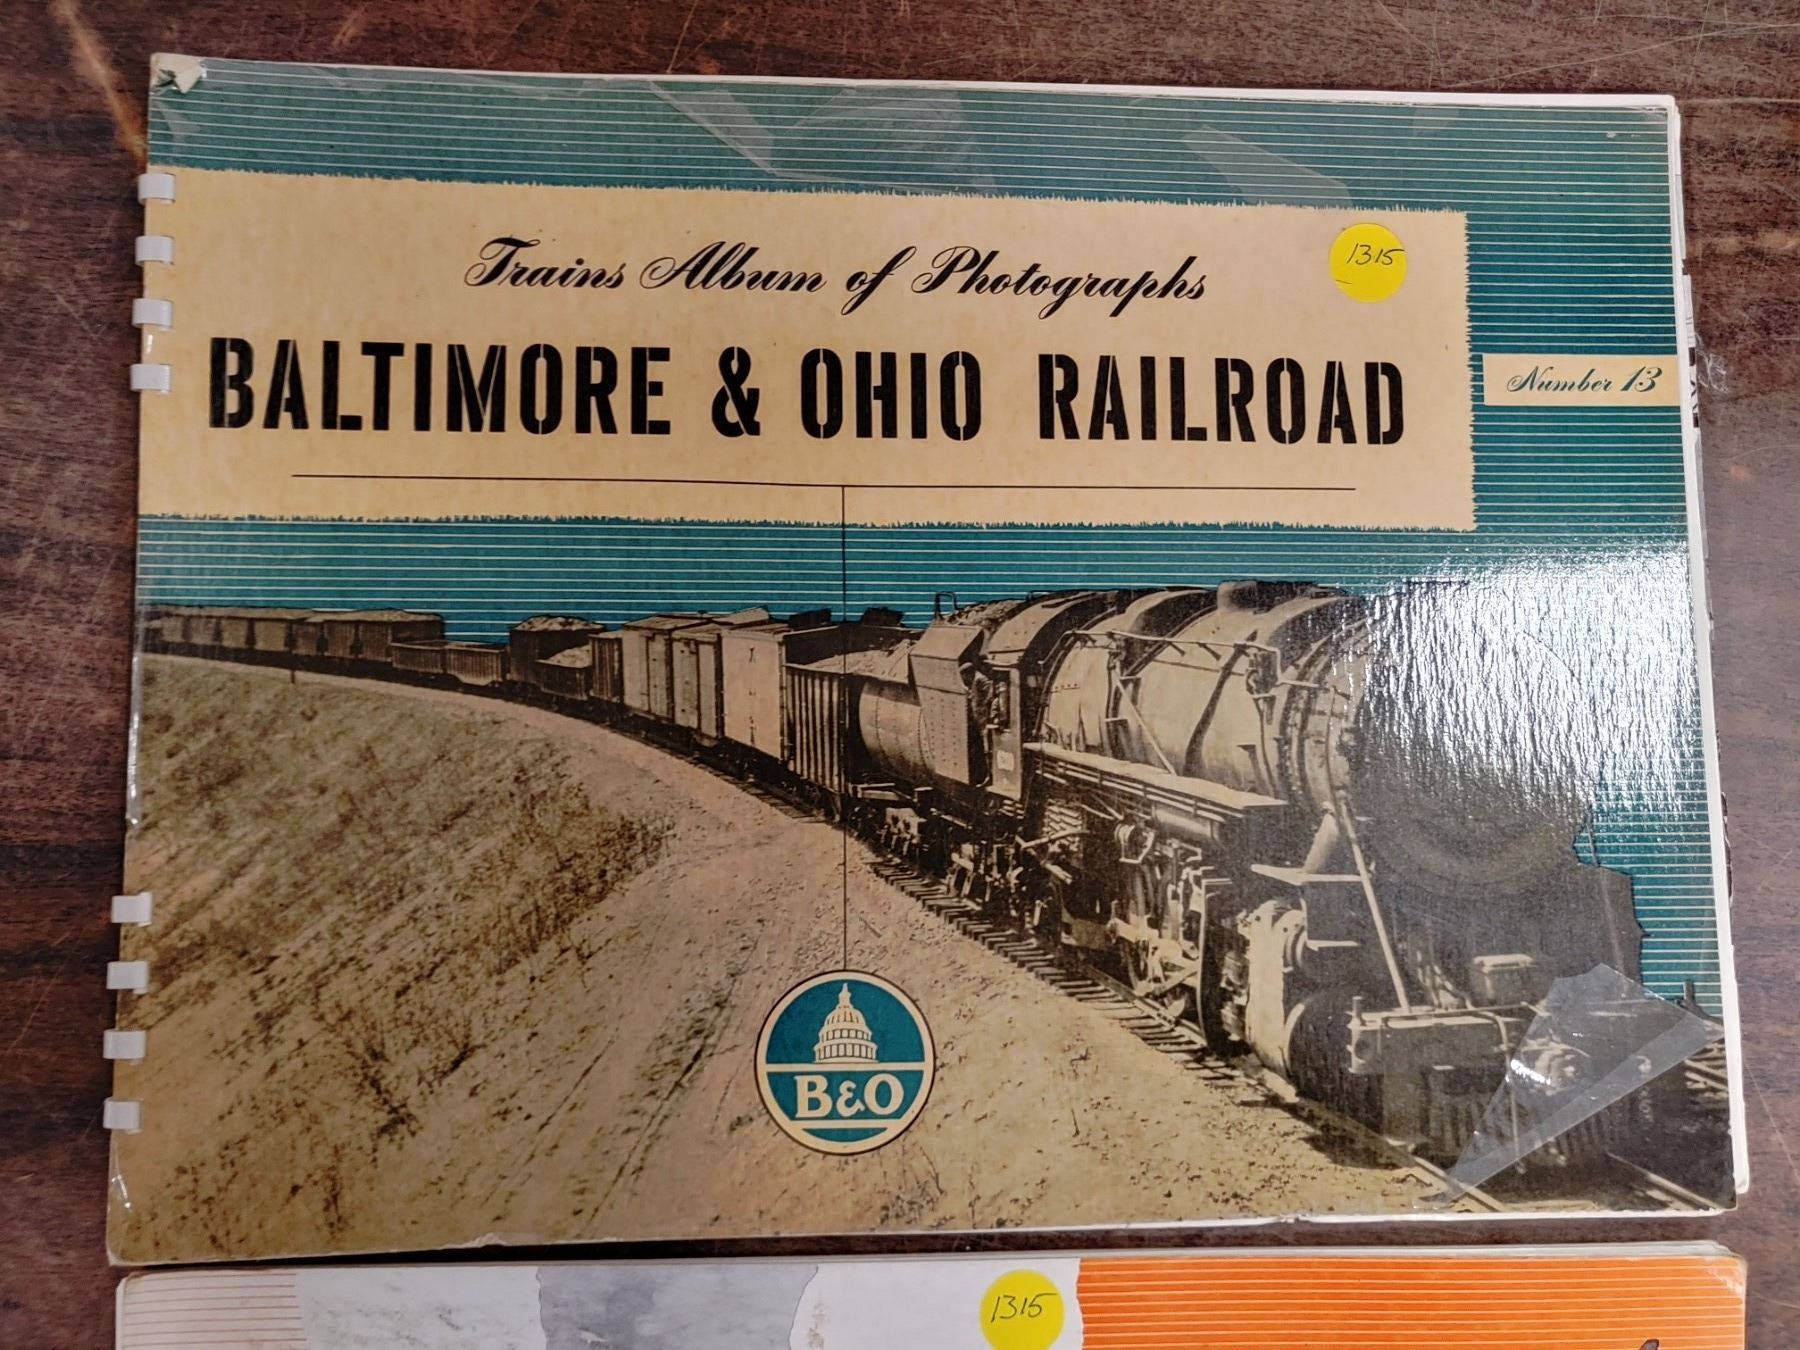 Trains Album of Photographs
1315
BALTIMORE & OHIO RAILROAD
Number 13
B&O
1315